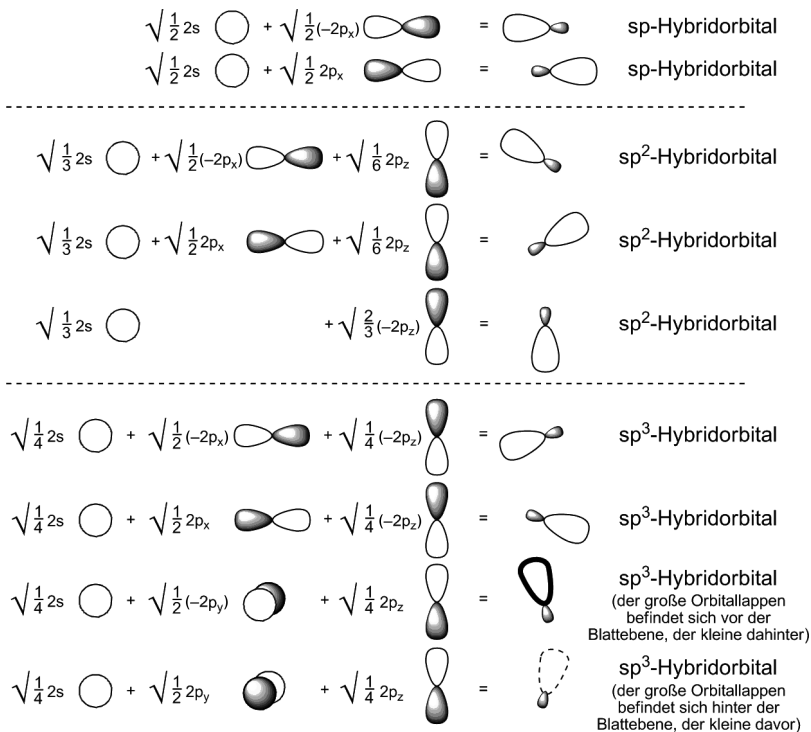 √1/2 2s + √1/2 (−2pₓ) = sp-Hybridorbital
√1/2 2s + √1/2 2pₓ = sp-Hybridorbital
√1/3 2s + √1/2 (−2pₓ) + √1/6 2p_z = sp²-Hybridorbital
√1/3 2s + √1/2 2pₓ + √1/6 2p_z = sp²-Hybridorbital
√1/3 2s + √2/3 (−2p_z) = sp²-Hybridorbital
√1/4 2s + √1/2 (−2pₓ) + √1/4 (−2p_z) = sp³-Hybridorbital
√1/4 2s + √1/2 2pₓ + √1/4 (−2p_z) = sp³-Hybridorbital
√1/4 2s + √1/2 (−2p_y) + √1/4 2p_z = sp³-Hybridorbital
(der große Orbitallappen
befindet sich vor der
Blattebene, der kleine dahinter)
√1/4 2s + √1/2 2p_y + √1/4 2p_z = sp³-Hybridorbital
(der große Orbitallappen
befindet sich hinter der
Blattebene, der kleine davor)